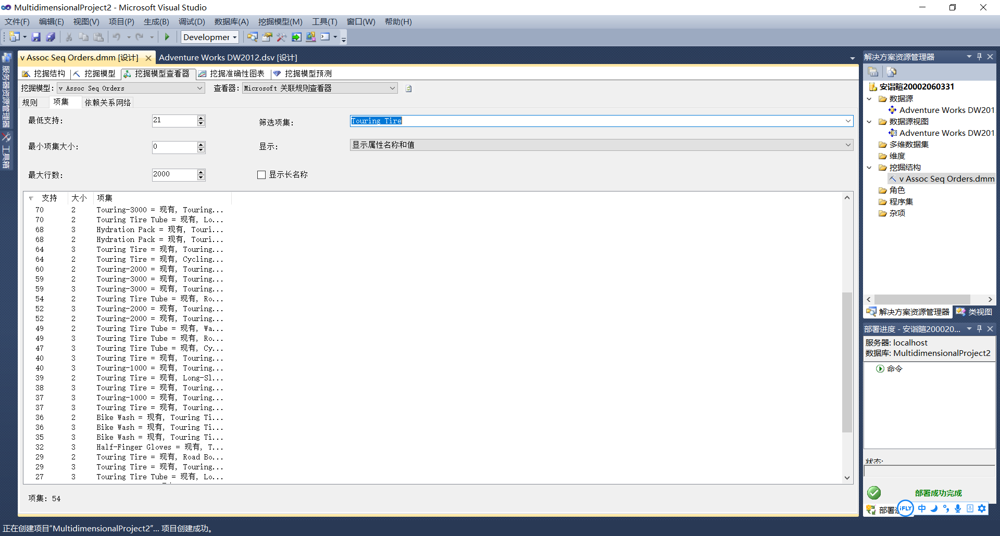 MultidimensionalProject2 - Microsoft Visual Studio
文件(F) 编辑(E) 视图(V) 项目(P) 生成(B) 调试(D) 数据库(A) 挖掘模型(M) 工具(T) 窗口(W) 帮助(H)
Developmer
服务器资源管理器
工具箱
v Assoc Seq Orders.dmm [设计] Adventure Works DW2012.dsv [设计]
挖掘结构 挖掘模型 挖掘模型查看器 挖掘准确性图表 挖掘模型预测
挖掘模型: v Assoc Seq Orders 查看器: Microsoft 关联规则查看器
规则 项集 依赖关系网络
最低支持: 21 筛选项集: Touring Tire
最小项集大小: 0 显示: 显示属性名称和值
最大行数: 2000 显示长名称
支持 大小 项集
70 2 Touring-3000 = 现有, Touring...
70 2 Touring Tire Tube = 现有, Lo...
68 3 Hydration Pack = 现有, Touri...
68 2 Hydration Pack = 现有, Touri...
64 3 Touring Tire = 现有, Touring...
64 2 Touring Tire = 现有, Cycling...
60 2 Touring-2000 = 现有, Touring...
59 2 Touring-3000 = 现有, Touring...
59 3 Touring-3000 = 现有, Touring...
54 2 Touring Tire Tube = 现有, Ro...
52 3 Touring-2000 = 现有, Touring...
52 2 Touring-2000 = 现有, Touring...
49 2 Touring Tire Tube = 现有, Wa...
49 3 Touring Tire Tube = 现有, Ro...
47 3 Touring Tire Tube = 现有, Cy...
40 3 Touring Tire = 现有, Touring...
40 3 Touring-1000 = 现有, Touring...
39 2 Touring Tire = 现有, Long-Sl...
38 3 Touring Tire = 现有, Touring...
37 3 Touring-1000 = 现有, Touring...
37 3 Touring Tire = 现有, Touring...
36 2 Bike Wash = 现有, Touring Ti...
36 3 Bike Wash = 现有, Touring Ti...
35 3 Bike Wash = 现有, Touring Ti...
32 3 Half-Finger Gloves = 现有, T...
29 2 Touring Tire = 现有, Road Bo...
29 3 Touring Tire = 现有, Touring...
27 3 Touring Tire Tube = 现有, Lo...
项集: 54
解决方案资源管理器
安诣暄20002060331
数据源
Adventure Works DW201
数据源视图
Adventure Works DW201
多维数据集
维度
挖掘结构
v Assoc Seq Orders.dmm
角色
程序集
杂项
解决方案资源管理器 类视图
部署进度 - 安诣暄200020...
服务器: localhost
数据库: MultidimensionalProject2
命令
状态:
部署成功完成
部署进
iFLY 中
正在创建项目“MultidimensionalProject2”... 项目创建成功。